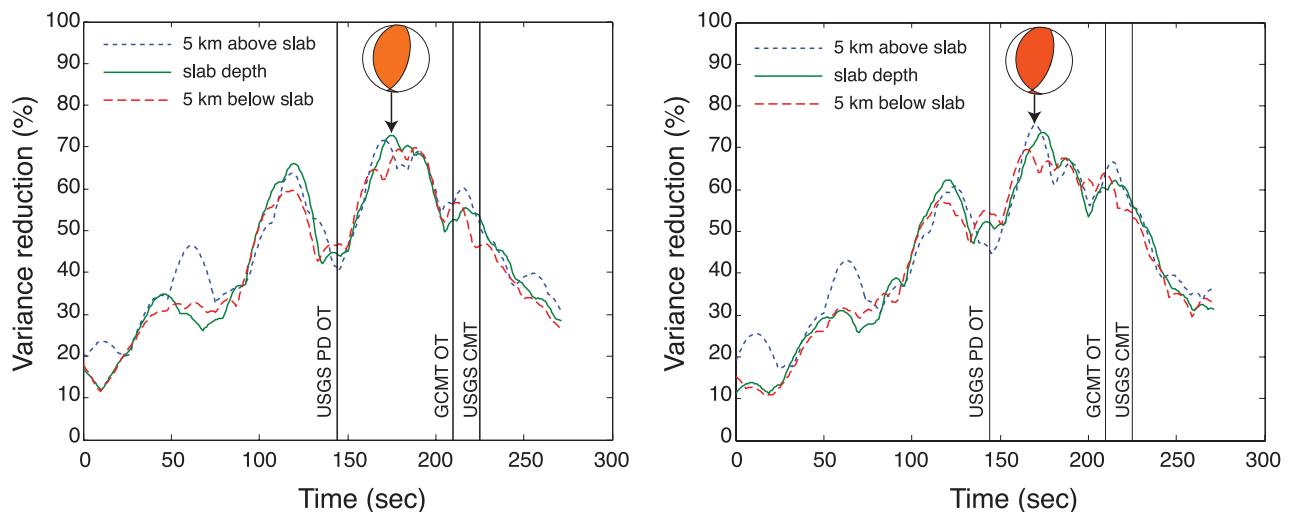 100
90
80
70
60
50
40
30
20
10
0
Variance reduction (%)
5 km above slab
slab depth
5 km below slab
USGS PD OT
GCMT OT
USGS CMT
0 50 100 150 200 250 300
Time (sec)
100
90
80
70
60
50
40
30
20
10
0
Variance reduction (%)
5 km above slab
slab depth
5 km below slab
USGS PD OT
GCMT OT
USGS CMT
0 50 100 150 200 250 300
Time (sec)